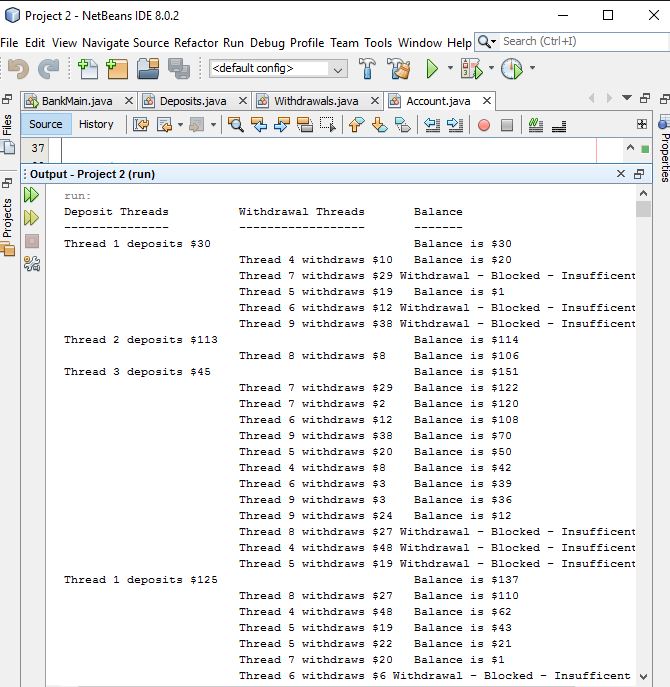 Project 2 - NetBeans IDE 8.0.2
File Edit View Navigate Source Refactor Run Debug Profile Team Tools Window Help Search (Ctrl+I)
<default config>
BankMain.java Deposits.java Withdrawals.java Account.java
Source History
Files
Projects
Properties
37
Output - Project 2 (run)
run:
Deposit Threads Withdrawal Threads Balance
--------------- ------------------ -------
Thread 1 deposits $30 Balance is $30
Thread 4 withdraws $10 Balance is $20
Thread 7 withdraws $29 Withdrawal - Blocked - Insufficent
Thread 5 withdraws $19 Balance is $1
Thread 6 withdraws $12 Withdrawal - Blocked - Insufficent
Thread 9 withdraws $38 Withdrawal - Blocked - Insufficent
Thread 2 deposits $113 Balance is $114
Thread 8 withdraws $8 Balance is $106
Thread 3 deposits $45 Balance is $151
Thread 7 withdraws $29 Balance is $122
Thread 7 withdraws $2 Balance is $120
Thread 6 withdraws $12 Balance is $108
Thread 9 withdraws $38 Balance is $70
Thread 5 withdraws $20 Balance is $50
Thread 4 withdraws $8 Balance is $42
Thread 6 withdraws $3 Balance is $39
Thread 9 withdraws $3 Balance is $36
Thread 9 withdraws $24 Balance is $12
Thread 8 withdraws $27 Withdrawal - Blocked - Insufficent
Thread 4 withdraws $48 Withdrawal - Blocked - Insufficent
Thread 5 withdraws $19 Withdrawal - Blocked - Insufficent
Thread 1 deposits $125 Balance is $137
Thread 8 withdraws $27 Balance is $110
Thread 4 withdraws $48 Balance is $62
Thread 5 withdraws $19 Balance is $43
Thread 5 withdraws $22 Balance is $21
Thread 7 withdraws $20 Balance is $1
Thread 6 withdraws $6 Withdrawal - Blocked - Insufficent